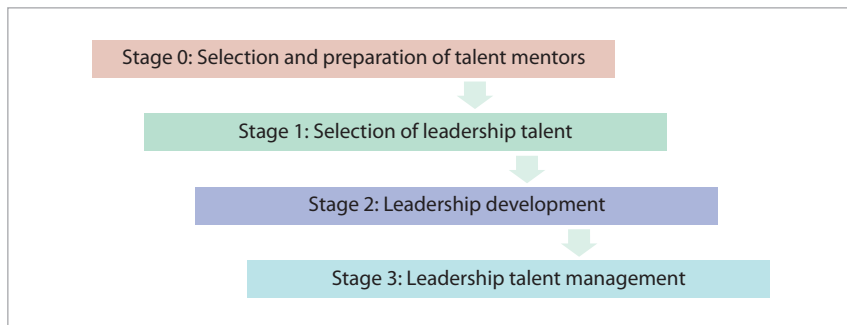 Stage 0: Selection and preparation of talent mentors
Stage 1: Selection of leadership talent
Stage 2: Leadership development
Stage 3: Leadership talent management